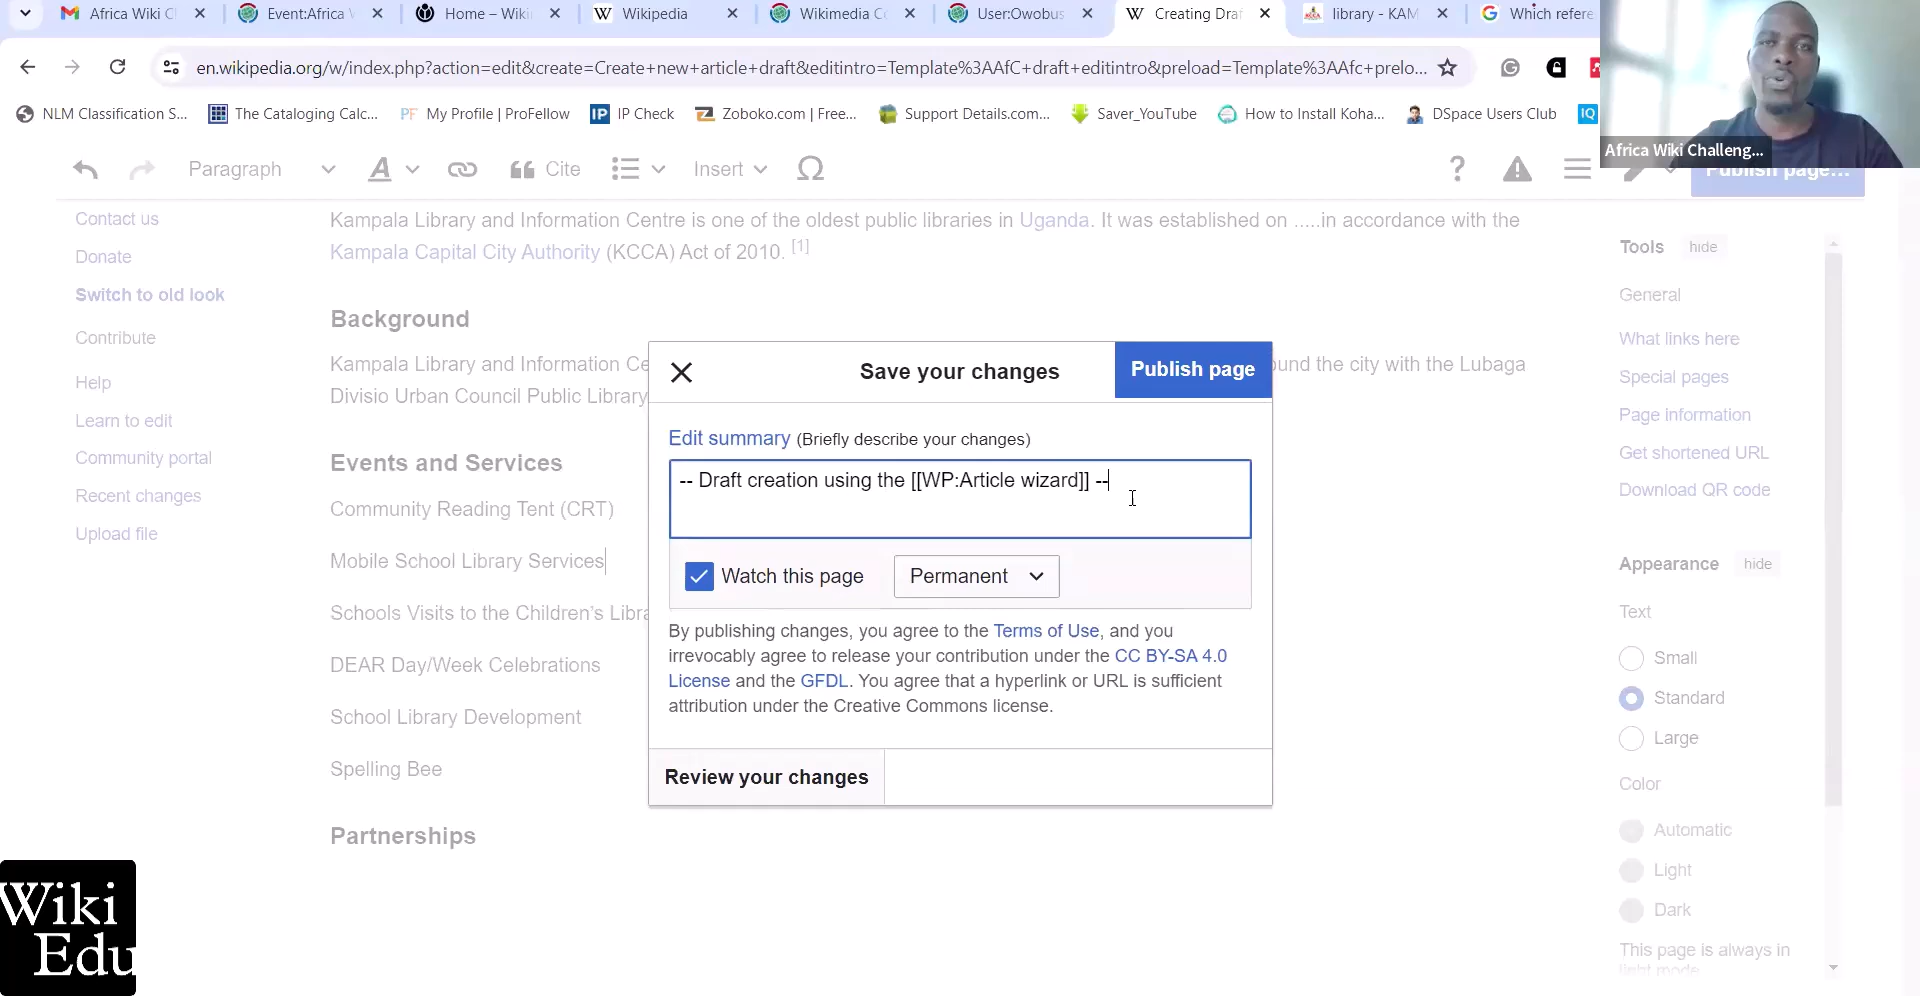 Africa Wiki C
Event:Africa
Home – Wiki
Wikipedia
Wikimedia Co
User:Owobus
Creating Draf
library - KAM
Which refere
en.wikipedia.org/w/index.php?action=edit&create=Create+new+article+draft&editintro=Template%3AAfC+draft+editintro&preload=Template%3AAfc+prelo...
NLM Classification S...
The Cataloging Calc...
PF My Profile | ProFellow
IP IP Check
Zoboko.com | Free...
Support Details.com...
Saver_YouTube
How to Install Koha...
DSpace Users Club
IQ
Africa Wiki Challeng...
Paragraph
A
Cite
Insert
Ω
?
Publish page...
Contact us
Donate
Switch to old look
Contribute
Help
Learn to edit
Community portal
Recent changes
Upload file
Kampala Library and Information Centre is one of the oldest public libraries in Uganda. It was established on .....in accordance with the
Kampala Capital City Authority (KCCA) Act of 2010. [1]
Background
Kampala Library and Information Ce
und the city with the Lubaga
Divisio Urban Council Public Library
Events and Services
Community Reading Tent (CRT)
Mobile School Library Services
Schools Visits to the Children's Libra
DEAR Day/Week Celebrations
School Library Development
Spelling Bee
Partnerships
Save your changes
Publish page
Edit summary (Briefly describe your changes)
-- Draft creation using the [[WP:Article wizard]] --
Watch this page
Permanent
By publishing changes, you agree to the Terms of Use, and you
irrevocably agree to release your contribution under the CC BY-SA 4.0
License and the GFDL. You agree that a hyperlink or URL is sufficient
attribution under the Creative Commons license.
Review your changes
Tools hide
General
What links here
Special pages
Page information
Get shortened URL
Download QR code
Appearance hide
Text
Small
Standard
Large
Color
Automatic
Light
Dark
This page is always in
light mode.
Wiki
Edu